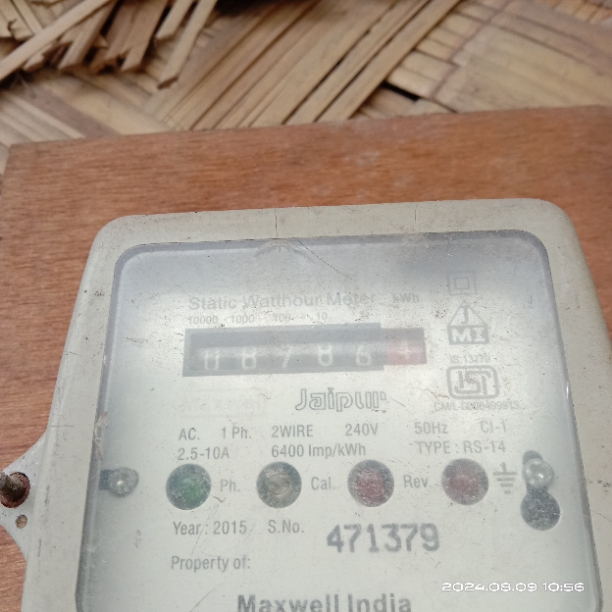 Static Watthour Meter kWh
10000 1000 100 10
08786
JMI
IS:13779
ISI
Jaipur
AC. 1 Ph. 2WIRE 240V 50Hz Cl-1
2.5-10A 6400 Imp/kWh TYPE : RS-14
Ph. Cal. Rev.
Year : 2015 S.No. 471379
Property of:
Maxwell India
2024.08.09 10:56